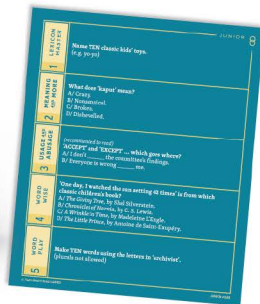 JUNIOR
1
LEXICON
MASTER
Name TEN classic kids' toys.
(e.g. yo-yo)
2
MEANING
MORE
What does 'kaput' mean?
A/ Crazy.
B/ Nonsensical.
C/ Broken.
D/ Dishevelled.
3
USAGE
ABUSAGE
(recommended to read)
'ACCEPT' and 'EXCEPT' ... which goes where?
A/ I don't _____ the committee's findings.
B/ Everyone is wrong _____ me.
4
WORD
WISE
'One day, I watched the sun setting 42 times' is from which
classic children's book?
A/ The Giving Tree, by Shel Silverstein.
B/ Chronicles of Narnia, by C. S. Lewis.
C/ A Wrinkle in Time, by Madeleine L'Engle.
D/ The Little Prince, by Antoine de Saint-Exupéry.
5
WORD
PLAY
Make TEN words using the letters in 'archivist'.
(plurals not allowed)